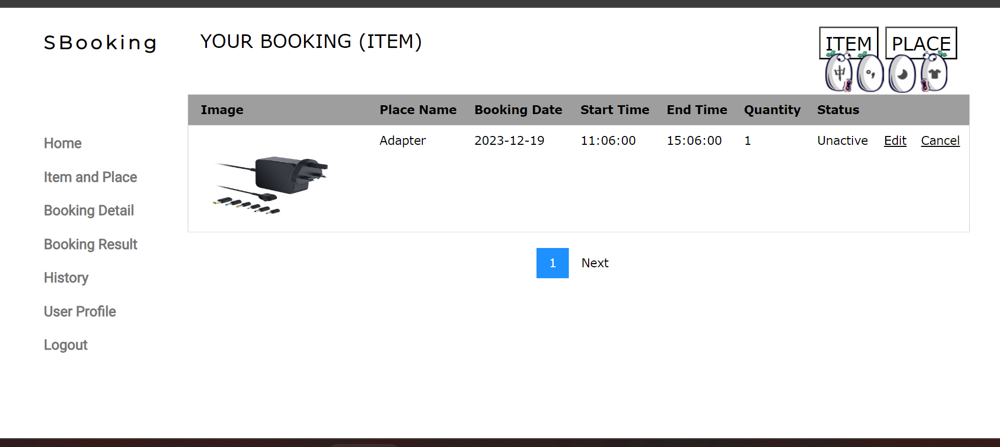 SBooking
YOUR BOOKING (ITEM)
ITEM PLACE
中 °,
Image Place Name Booking Date Start Time End Time Quantity Status
Adapter 2023-12-19 11:06:00 15:06:00 1 Unactive Edit Cancel
Home
Item and Place
Booking Detail
Booking Result
History
User Profile
Logout
1 Next